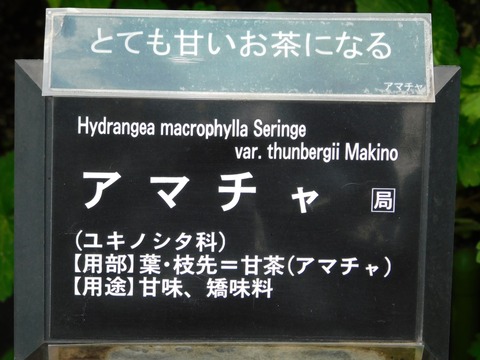 とても甘いお茶になる
アマチャ
Hydrangea macrophylla Seringe
var. thunbergii Makino
アマチャ 局
(ユキノシタ科)
【用部】葉・枝先=甘茶(アマチャ)
【用途】甘味、矯味料